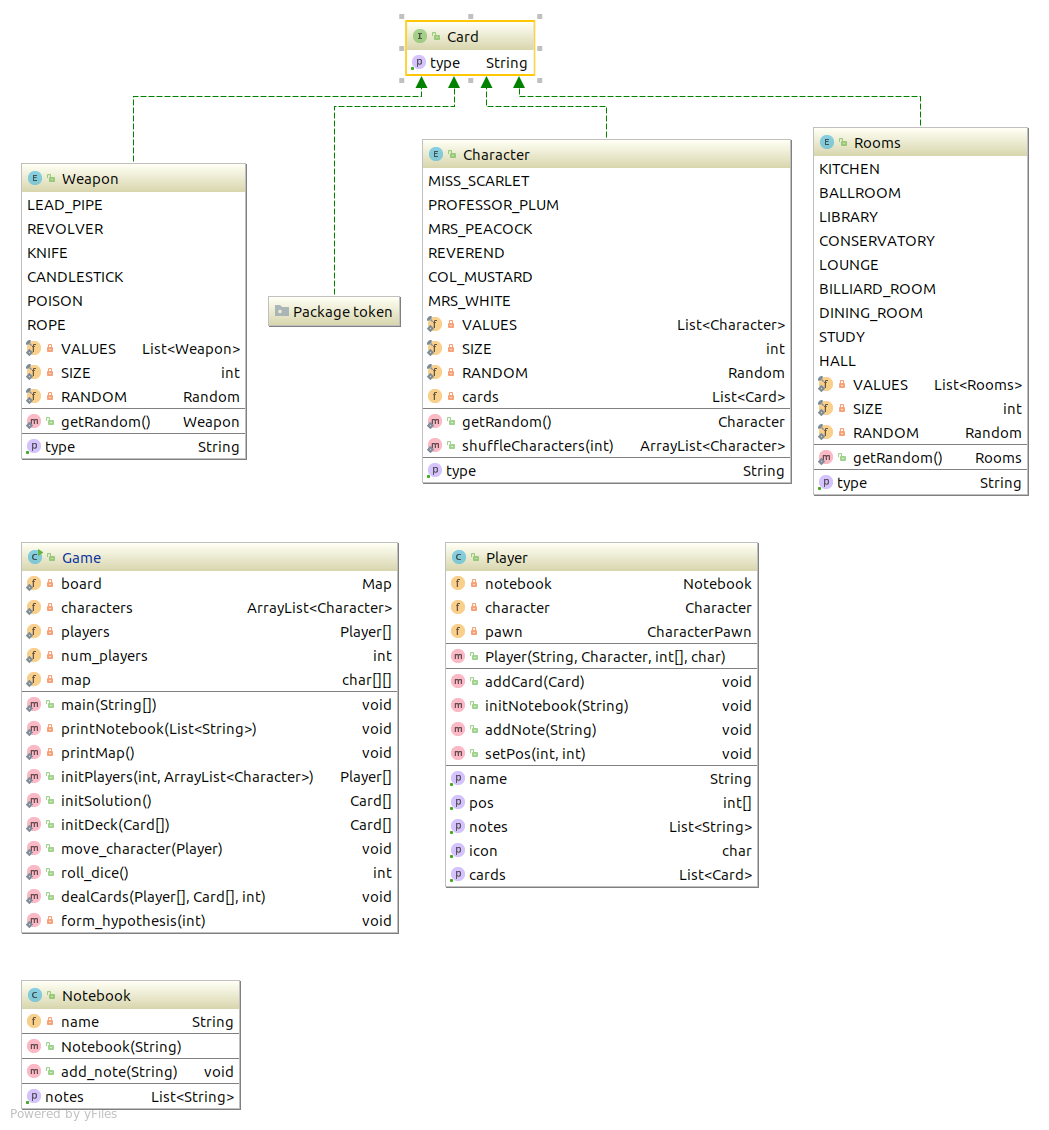 Card
type String
Weapon
LEAD_PIPE
REVOLVER
KNIFE
CANDLESTICK
POISON
ROPE
VALUES List<Weapon>
SIZE int
RANDOM Random
getRandom() Weapon
type String
Package token
Character
MISS_SCARLET
PROFESSOR_PLUM
MRS_PEACOCK
REVEREND
COL_MUSTARD
MRS_WHITE
VALUES List<Character>
SIZE int
RANDOM Random
cards List<Card>
getRandom() Character
shuffleCharacters(int) ArrayList<Character>
type String
Rooms
KITCHEN
BALLROOM
LIBRARY
CONSERVATORY
LOUNGE
BILLIARD_ROOM
DINING_ROOM
STUDY
HALL
VALUES List<Rooms>
SIZE int
RANDOM Random
getRandom() Rooms
type String
Game
board Map
characters ArrayList<Character>
players Player[]
num_players int
map char[][]
main(String[]) void
printNotebook(List<String>) void
printMap() void
initPlayers(int, ArrayList<Character>) Player[]
initSolution() Card[]
initDeck(Card[]) Card[]
move_character(Player) void
roll_dice() int
dealCards(Player[], Card[], int) void
form_hypothesis(int) void
Player
notebook Notebook
character Character
pawn CharacterPawn
Player(String, Character, int[], char)
addCard(Card) void
initNotebook(String) void
addNote(String) void
setPos(int, int) void
name String
pos int[]
notes List<String>
icon char
cards List<Card>
Notebook
name String
Notebook(String)
add_note(String) void
notes List<String>
Powered by yFiles